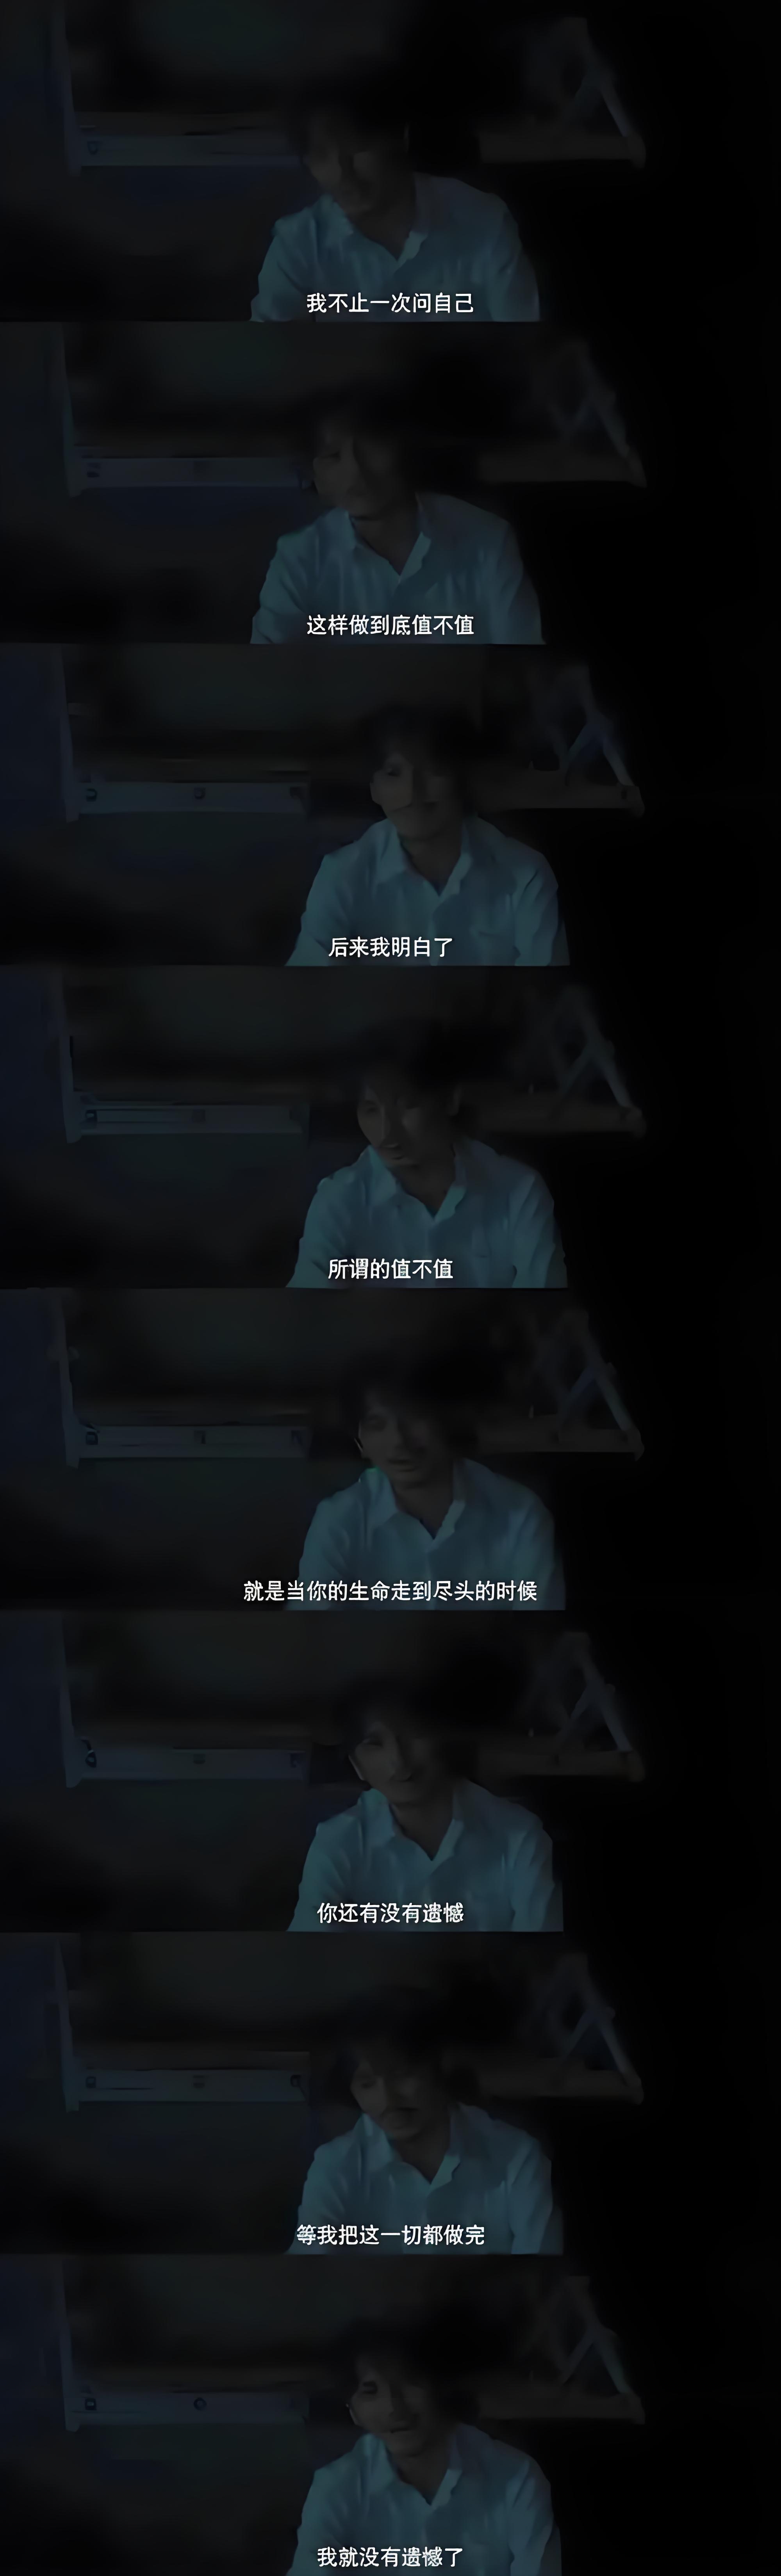 我不止一次问自己
这样做到底值不值
后来我明白了
所谓的值不值
就是当你的生命走到尽头的时候
你还有没有遗憾
等我把这一切都做完
我就没有遗憾了